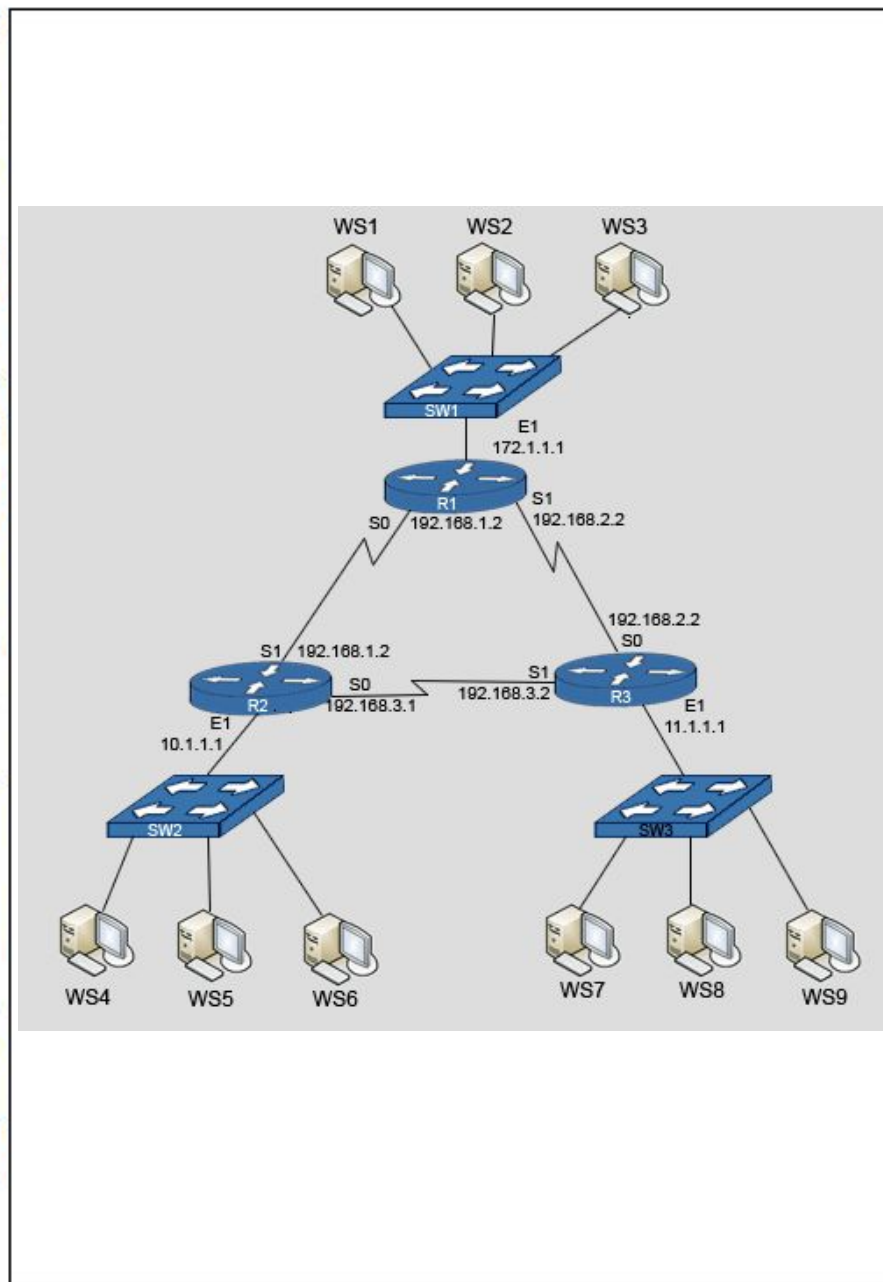 WS1 WS2 WS3
SW1
E1
172.1.1.1
R1
S0 192.168.1.2
S1
192.168.2.2
192.168.2.2
S0
S1 192.168.1.2
R2
S0
192.168.3.1
S1
192.168.3.2
R3
E1
10.1.1.1
E1
11.1.1.1
SW2
SW3
WS4 WS5 WS6
WS7 WS8 WS9